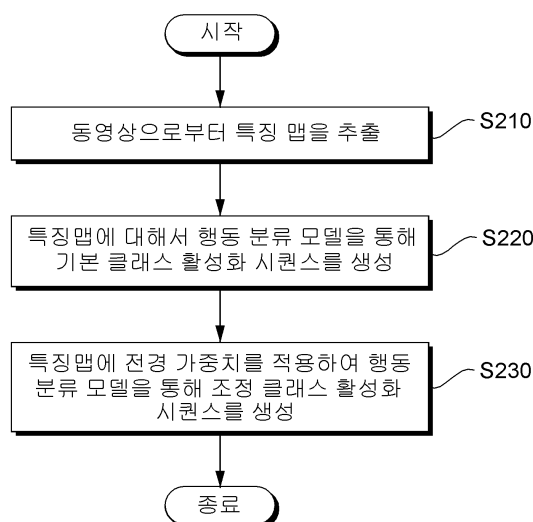 시작
동영상으로부터 특징 맵을 추출
S210
특징맵에 대해서 행동 분류 모델을 통해
기본 클래스 활성화 시퀀스를 생성
S220
특징맵에 전경 가중치를 적용하여 행동
분류 모델을 통해 조정 클래스 활성화
시퀀스를 생성
S230
종료